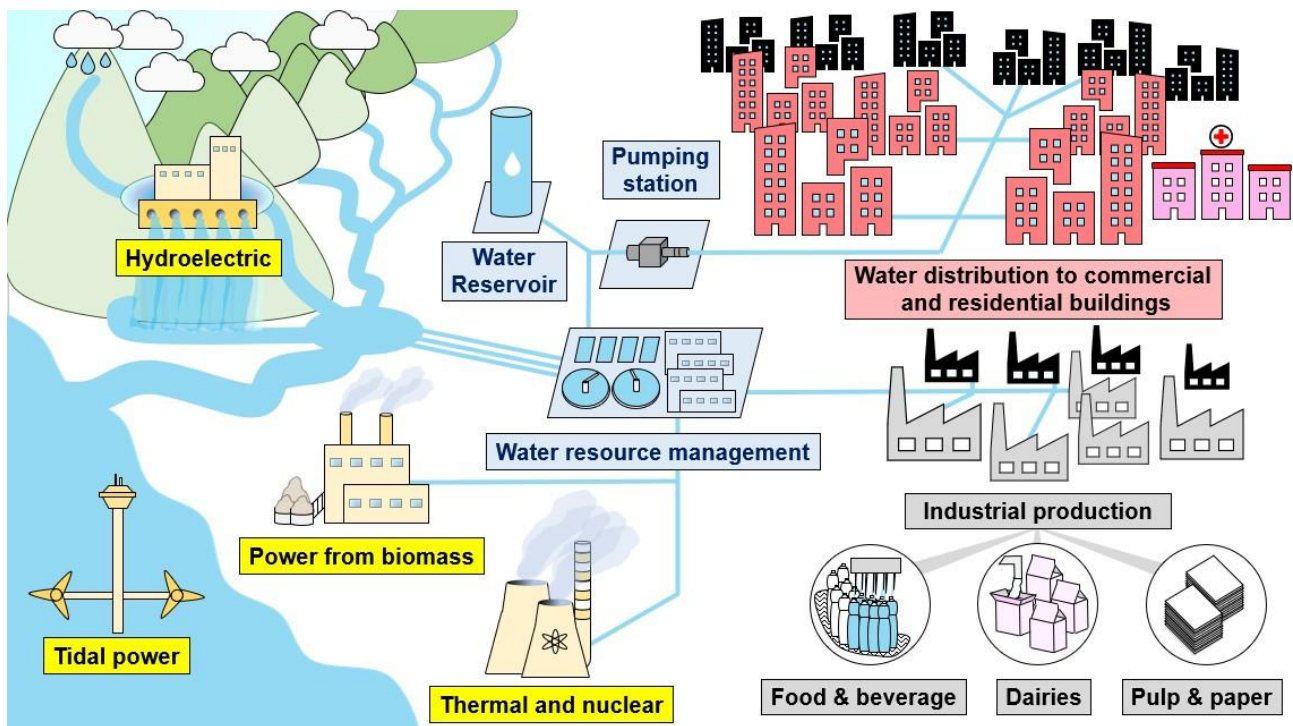 Hydroelectric
Water
Reservoir
Pumping
station
Water distribution to commercial
and residential buildings
Water resource management
Power from biomass
Tidal power
Thermal and nuclear
Industrial production
Food & beverage
Dairies
Pulp & paper